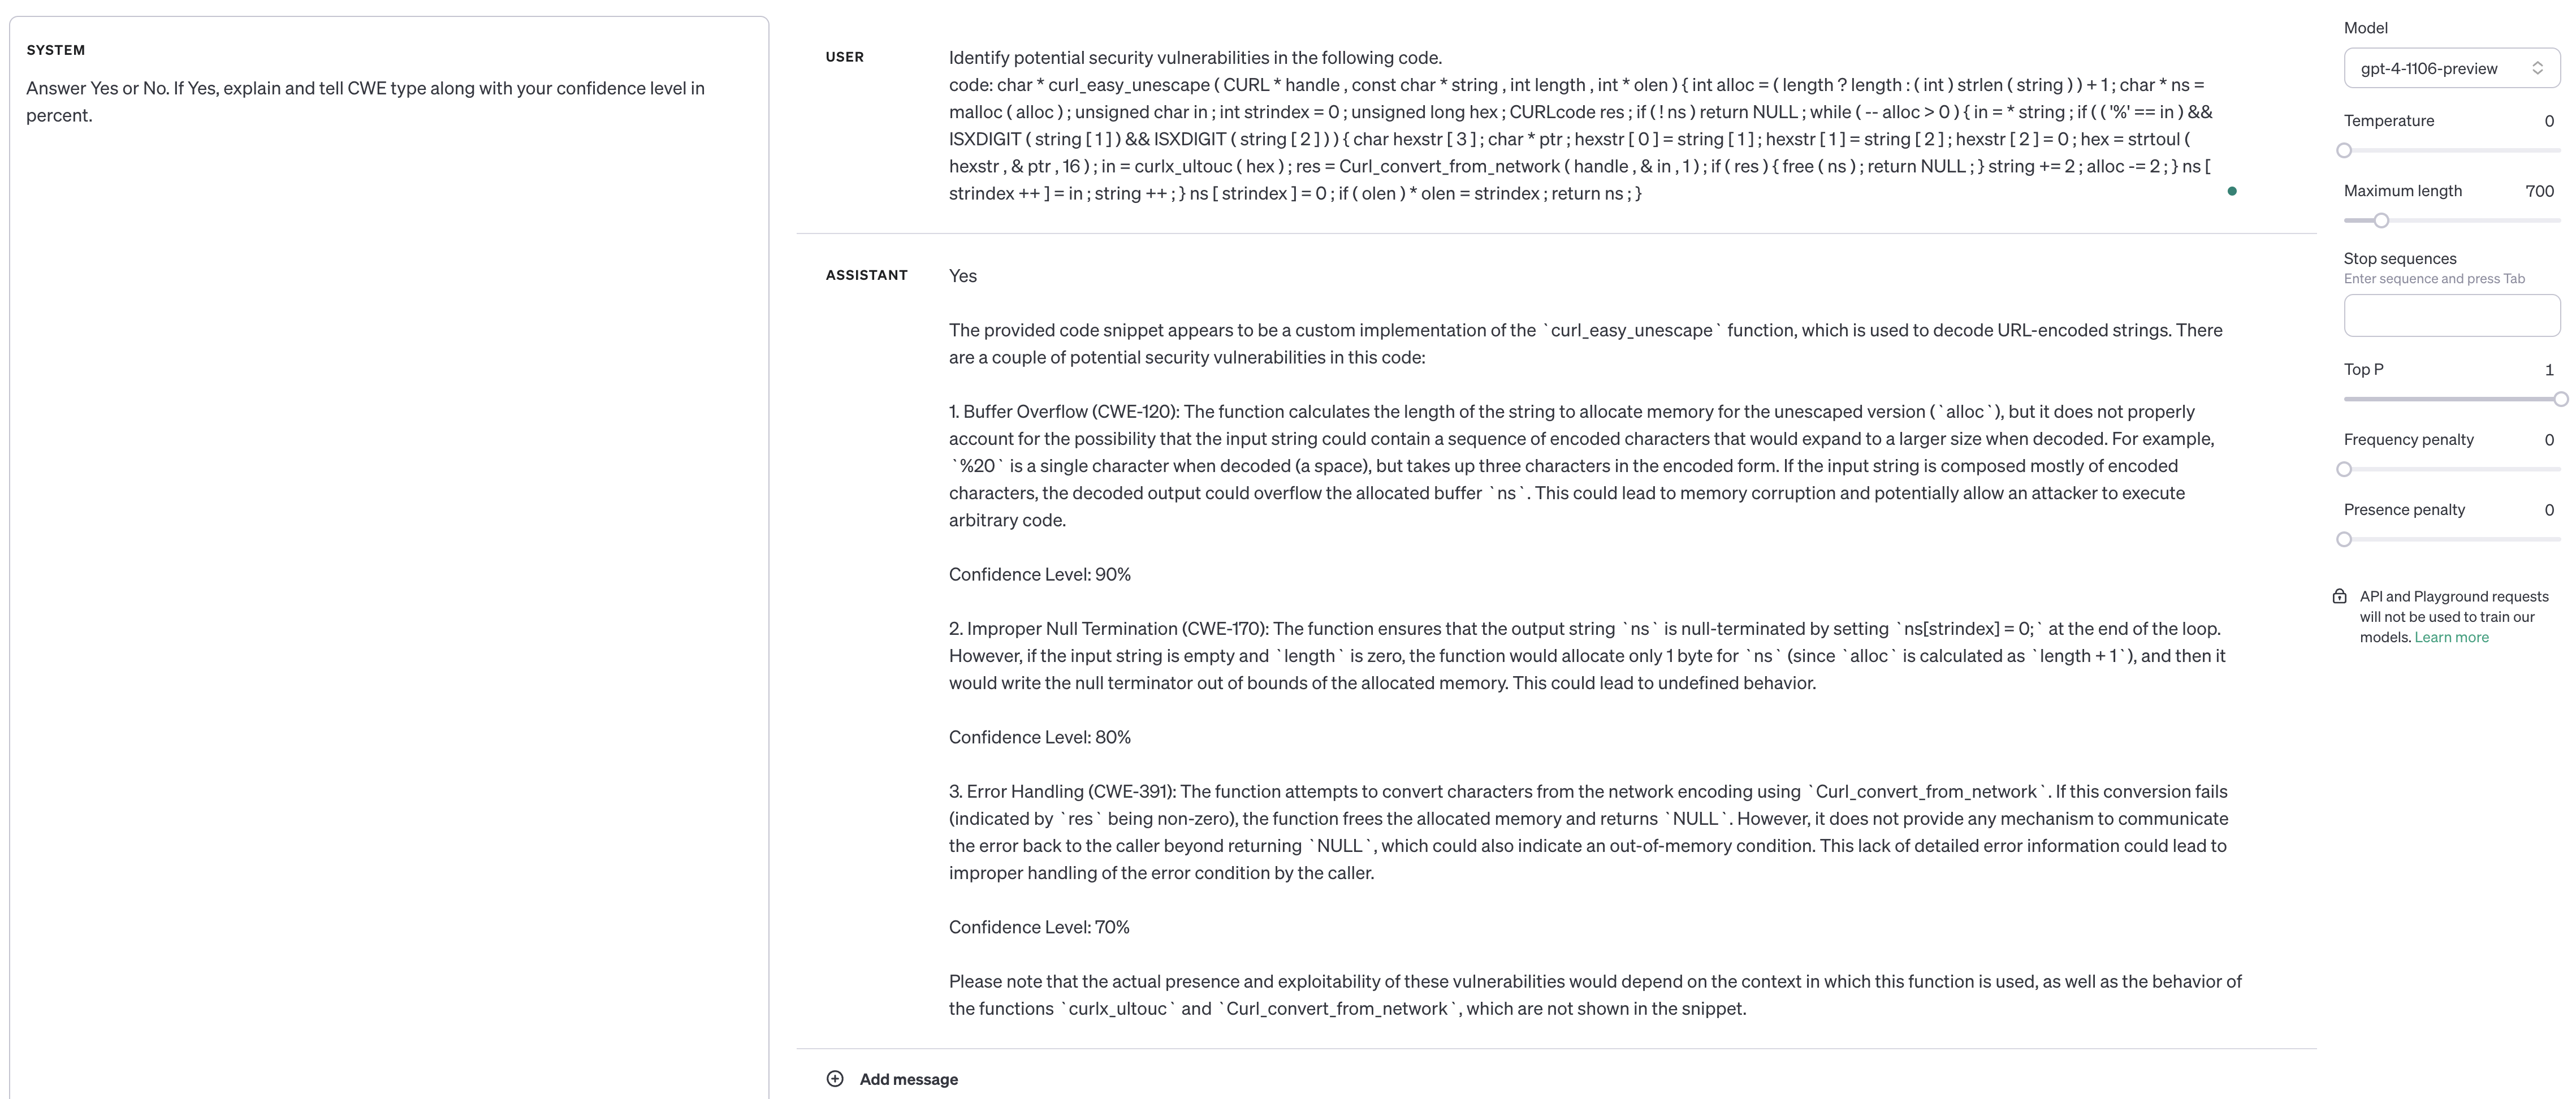 SYSTEM
Answer Yes or No. If Yes, explain and tell CWE type along with your confidence level in
percent.
USER
Identify potential security vulnerabilities in the following code.
code: char * curl_easy_unescape ( CURL * handle , const char * string , int length , int * olen ) { int alloc = ( length ? length : ( int ) strlen ( string ) ) + 1 ; char * ns =
malloc ( alloc ) ; unsigned char in ; int strindex = 0 ; unsigned long hex ; CURLcode res ; if ( ! ns ) return NULL ; while ( -- alloc > 0 ) { in = * string ; if ( ( '%' == in ) &&
ISXDIGIT ( string [ 1 ] ) && ISXDIGIT ( string [ 2 ] ) ) { char hexstr [ 3 ] ; char * ptr ; hexstr [ 0 ] = string [ 1 ] ; hexstr [ 1 ] = string [ 2 ] ; hexstr [ 2 ] = 0 ; hex = strtoul (
hexstr , & ptr , 16 ) ; in = curlx_ultouc ( hex ) ; res = Curl_convert_from_network ( handle , & in , 1 ) ; if ( res ) { free ( ns ) ; return NULL ; } string += 2 ; alloc -= 2 ; } ns [
strindex ++ ] = in ; string ++ ; } ns [ strindex ] = 0 ; if ( olen ) * olen = strindex ; return ns ; }
ASSISTANT
Yes
The provided code snippet appears to be a custom implementation of the `curl_easy_unescape` function, which is used to decode URL-encoded strings. There
are a couple of potential security vulnerabilities in this code:
1. Buffer Overflow (CWE-120): The function calculates the length of the string to allocate memory for the unescaped version (`alloc`), but it does not properly
account for the possibility that the input string could contain a sequence of encoded characters that would expand to a larger size when decoded. For example,
`%20` is a single character when decoded (a space), but takes up three characters in the encoded form. If the input string is composed mostly of encoded
characters, the decoded output could overflow the allocated buffer `ns`. This could lead to memory corruption and potentially allow an attacker to execute
arbitrary code.
Confidence Level: 90%
2. Improper Null Termination (CWE-170): The function ensures that the output string `ns` is null-terminated by setting `ns[strindex] = 0;` at the end of the loop.
However, if the input string is empty and `length` is zero, the function would allocate only 1 byte for `ns` (since `alloc` is calculated as `length + 1`), and then it
would write the null terminator out of bounds of the allocated memory. This could lead to undefined behavior.
Confidence Level: 80%
3. Error Handling (CWE-391): The function attempts to convert characters from the network encoding using `Curl_convert_from_network`. If this conversion fails
(indicated by `res` being non-zero), the function frees the allocated memory and returns `NULL`. However, it does not provide any mechanism to communicate
the error back to the caller beyond returning `NULL`, which could also indicate an out-of-memory condition. This lack of detailed error information could lead to
improper handling of the error condition by the caller.
Confidence Level: 70%
Please note that the actual presence and exploitability of these vulnerabilities would depend on the context in which this function is used, as well as the behavior of
the functions `curlx_ultouc` and `Curl_convert_from_network`, which are not shown in the snippet.
Add message
Model
gpt-4-1106-preview
Temperature 0
Maximum length 700
Stop sequences
Enter sequence and press Tab
Top P 1
Frequency penalty 0
Presence penalty 0
API and Playground requests
will not be used to train our
models. Learn more